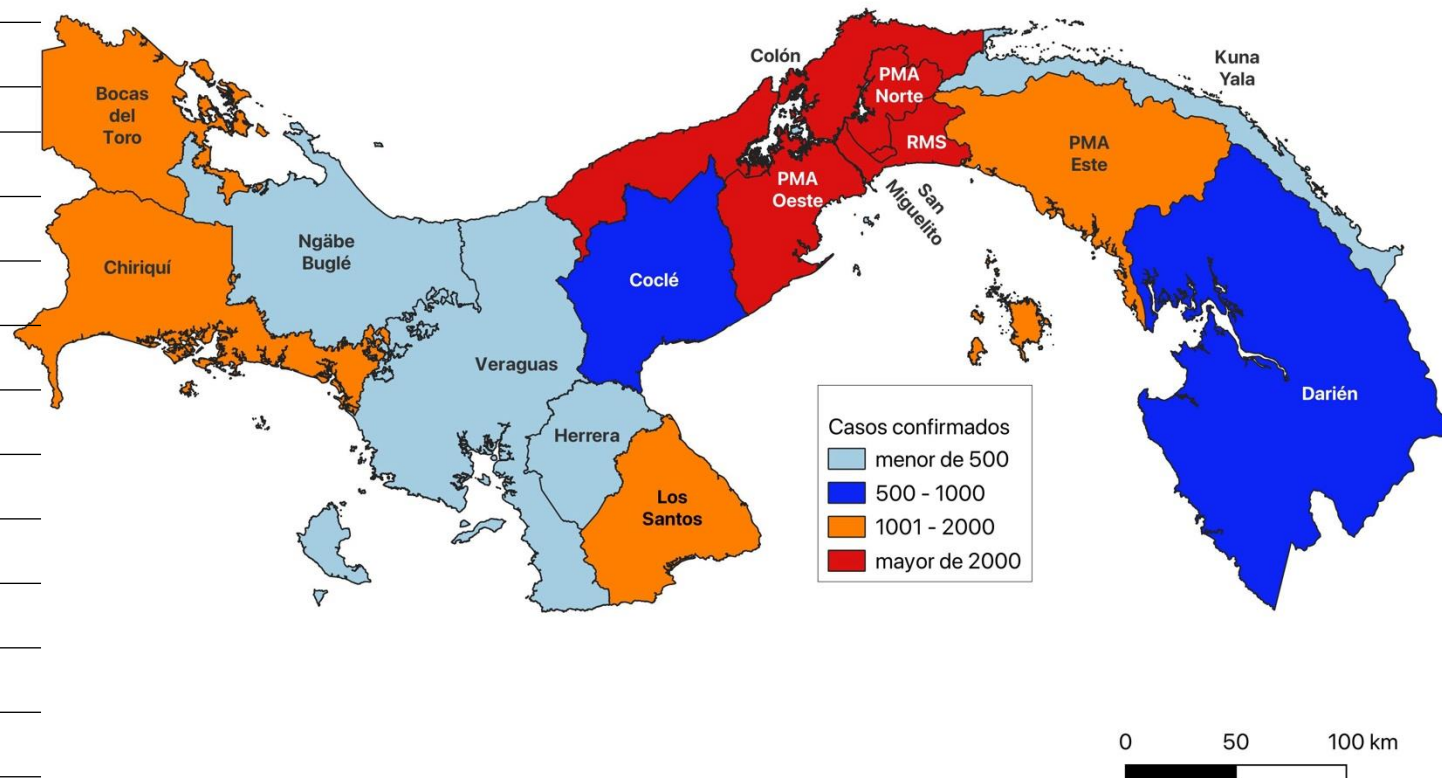 Bocas
del
Toro
Chiriquí
Ngäbe
Buglé
Veraguas
Herrera
Los
Santos
Coclé
Colón
PMA
Norte
RMS
PMA
Oeste
San
Miguelito
PMA
Este
Kuna
Yala
Darién
Casos confirmados
menor de 500
500 - 1000
1001 - 2000
mayor de 2000
0 50 100 km